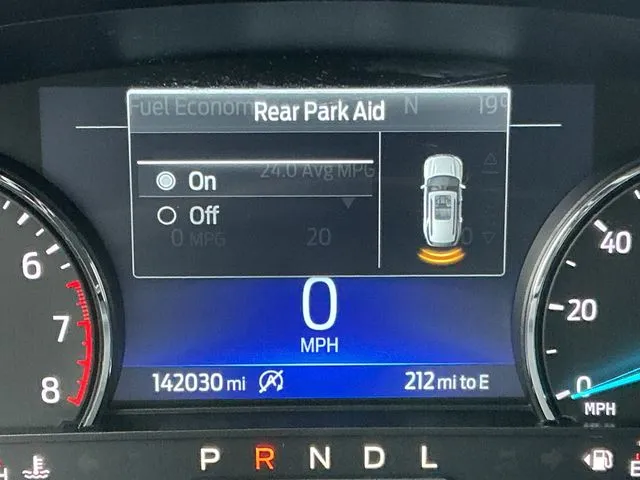 Fuel Econom N 19°
Rear Park Aid
24.0 Avg MPG
On
Off
0 MPG 20
0
MPH
142030 mi A 212 mi to E
6
7
8
40
20
0
MPH
P R N D L
H E